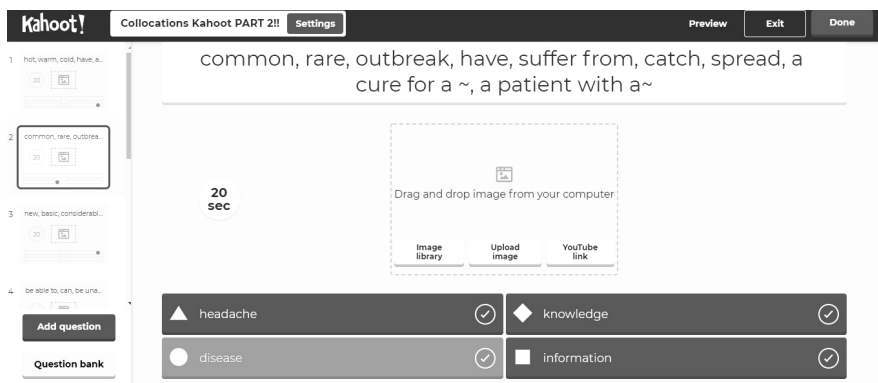 Kahoot!
Collocations Kahoot PART 2!!
Settings
Preview
Exit
Done
1 hot, warm, cold, have, a...
20
2 common, rare, outbrea...
20
3 new, basic, considerabl...
20
4 be able to, can, be una...
Add question
Question bank
common, rare, outbreak, have, suffer from, catch, spread, a
cure for a ~, a patient with a~
20
sec
Drag and drop image from your computer
Image
library
Upload
image
YouTube
link
headache
knowledge
disease
information